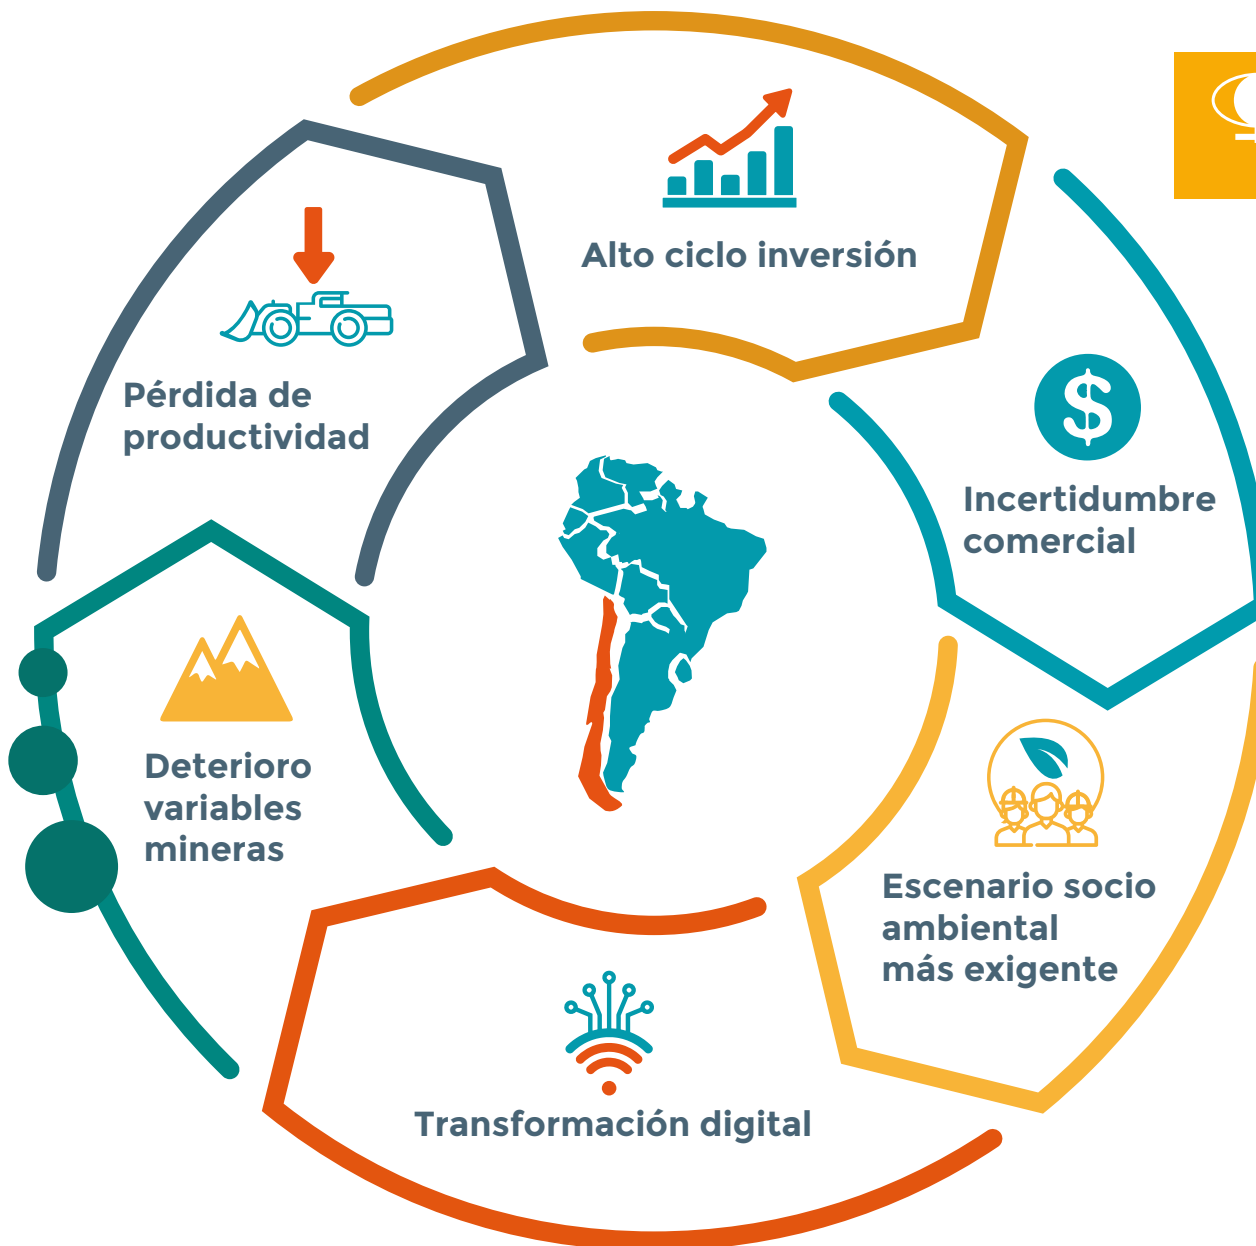 Alto ciclo inversión
Pérdida de
productividad
Incertidumbre
comercial
Deterioro
variables
mineras
Escenario socio
ambiental
más exigente
Transformación digital